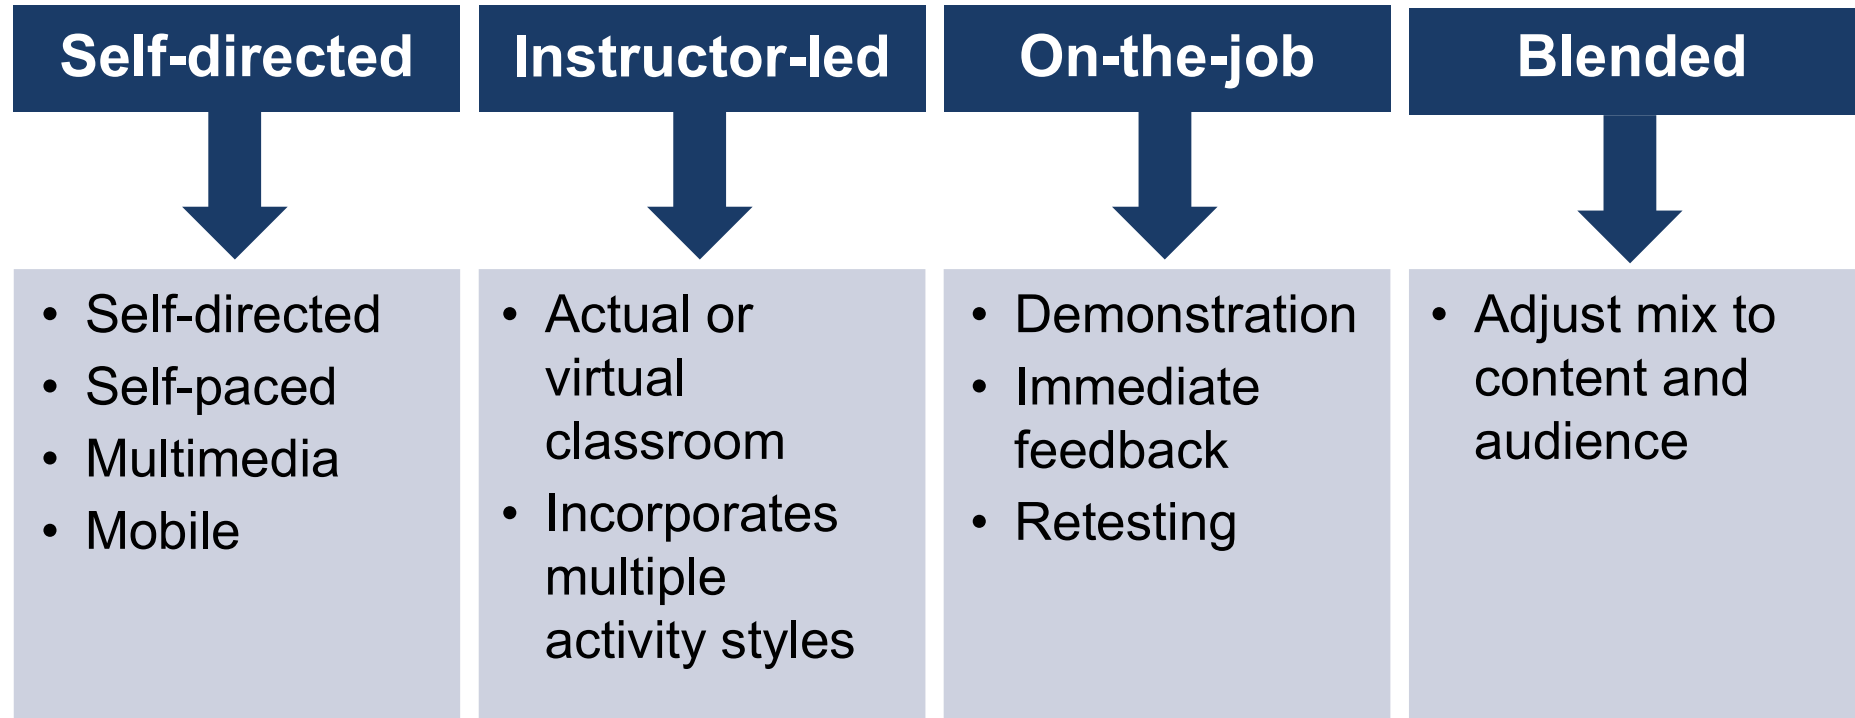 Self-directed
Instructor-led
On-the-job
Blended
• Self-directed
• Self-paced
• Multimedia
• Mobile
• Actual or
virtual
classroom
• Incorporates
multiple
activity styles
• Demonstration
• Immediate
feedback
• Retesting
• Adjust mix to
content and
audience